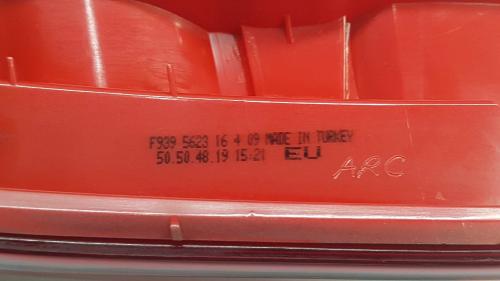 F939 5623 16 4 09 MADE IN TURKEY
50.50.48.19 15:21 EU
ARC